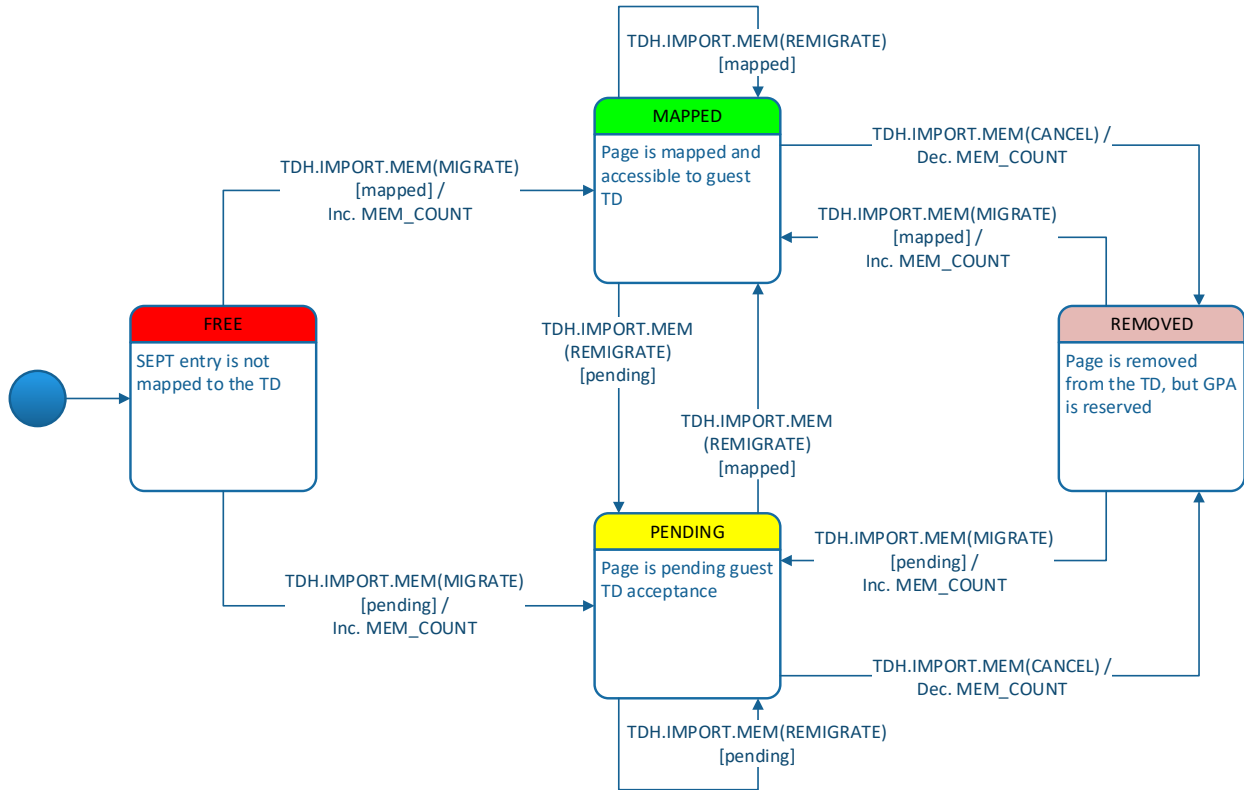 TDH.IMPORT.MEM(REMIGRATE)
[mapped]
MAPPED
Page is mapped and
accessible to guest
TD
TDH.IMPORT.MEM(CANCEL) /
Dec. MEM_COUNT
TDH.IMPORT.MEM(MIGRATE)
[mapped] /
Inc. MEM_COUNT
TDH.IMPORT.MEM(MIGRATE)
[mapped] /
Inc. MEM_COUNT
FREE
SEPT entry is not
mapped to the TD
TDH.IMPORT.MEM
(REMIGRATE)
[pending]
TDH.IMPORT.MEM
(REMIGRATE)
[mapped]
REMOVED
Page is removed
from the TD, but GPA
is reserved
PENDING
Page is pending guest
TD acceptance
TDH.IMPORT.MEM(MIGRATE)
[pending] /
Inc. MEM_COUNT
TDH.IMPORT.MEM(MIGRATE)
[pending] /
Inc. MEM_COUNT
TDH.IMPORT.MEM(CANCEL) /
Dec. MEM_COUNT
TDH.IMPORT.MEM(REMIGRATE)
[pending]